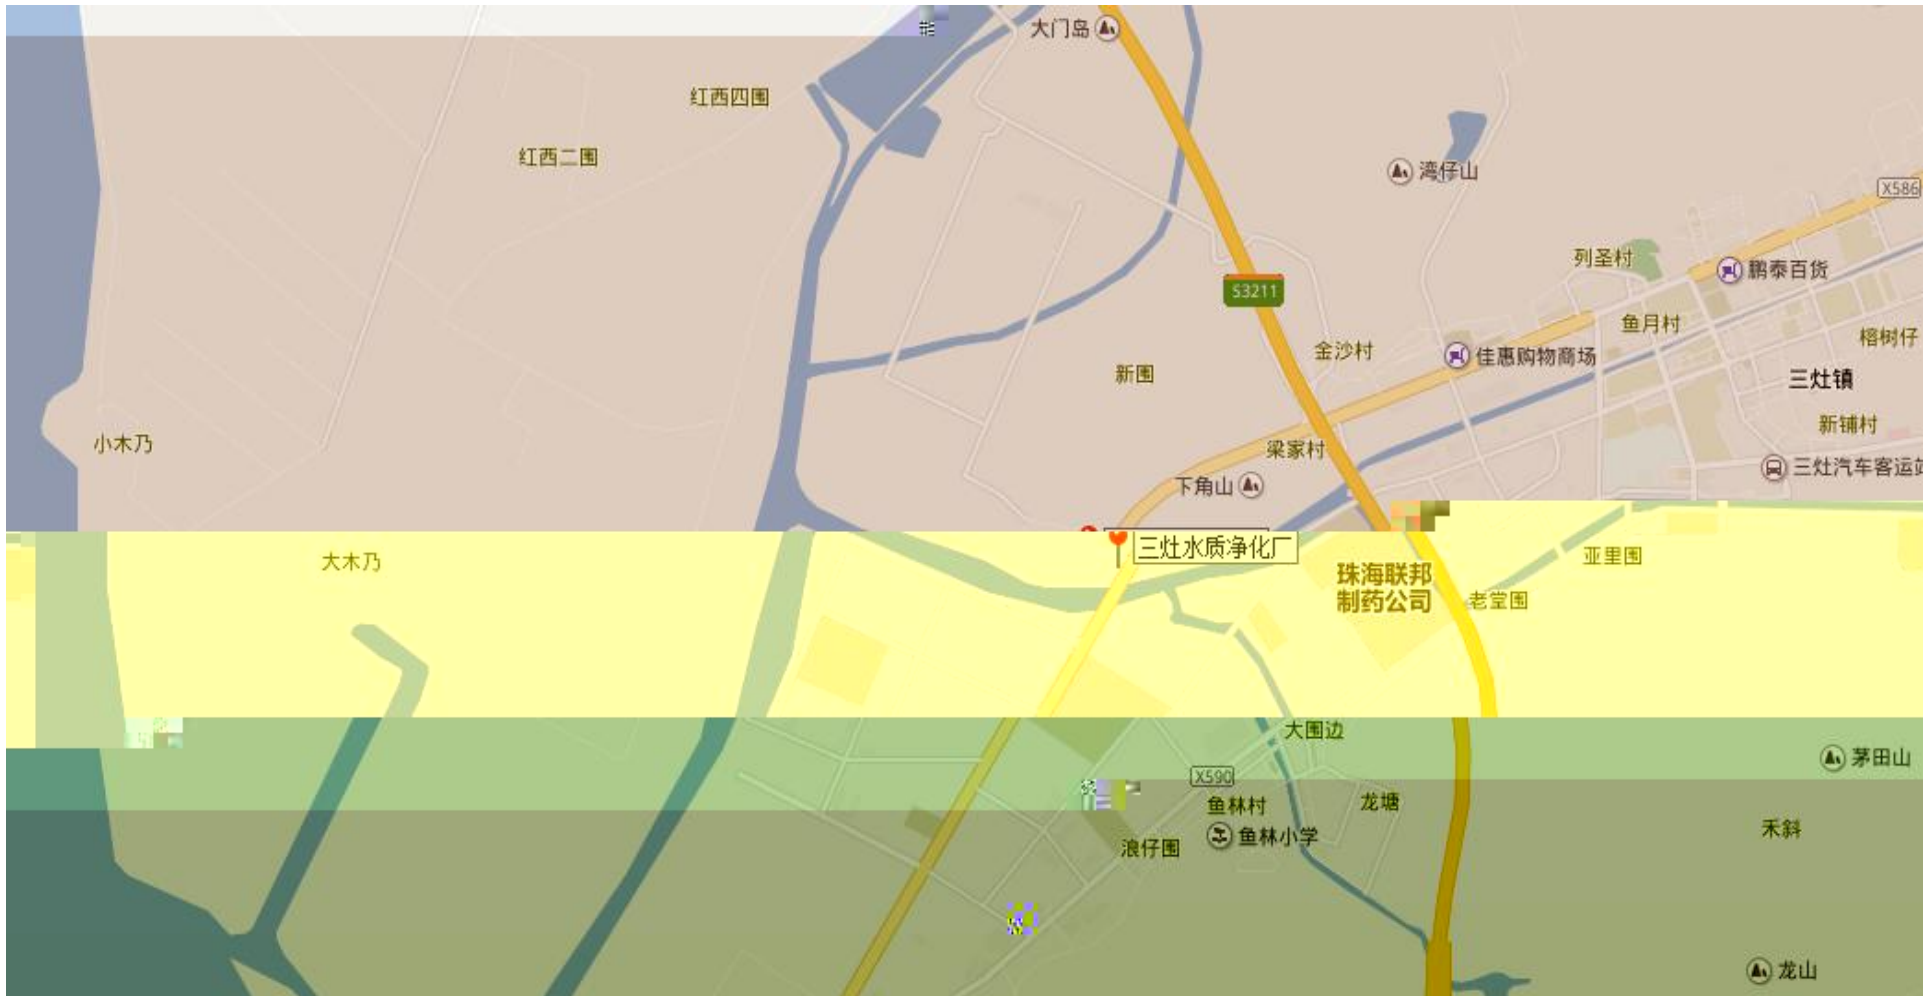 大门岛
红西四围
红西二围
湾仔山
X586
列圣村
鹏泰百货
S3211
鱼月村
榕树仔
金沙村
佳惠购物商场
新围
三灶镇
新铺村
小木乃
梁家村
三灶汽车客运站
下角山
三灶水质净化厂
大木乃
亚里围
珠海联邦
制药公司
老堂围
大围边
茅田山
X590
鱼林村
龙塘
禾斜
鱼林小学
浪仔围
龙山